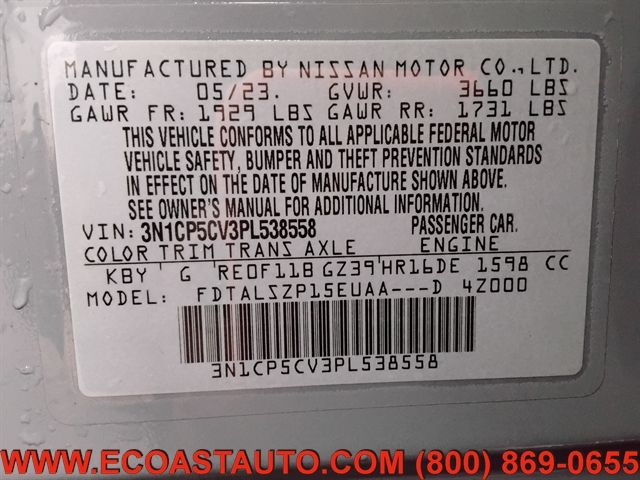 MANUFACTURED BY NISSAN MOTOR CO.,LTD.
DATE: 05/23. GVWR: 3660 LBS
GAWR FR: 1929 LBS GAWR RR: 1731 LBS
THIS VEHICLE CONFORMS TO ALL APPLICABLE FEDERAL MOTOR
VEHICLE SAFETY, BUMPER AND THEFT PREVENTION STANDARDS
IN EFFECT ON THE DATE OF MANUFACTURE SHOWN ABOVE.
SEE OWNER'S MANUAL FOR ADDITIONAL INFORMATION.
VIN: 3N1CP5CV3PL538558 PASSENGER CAR.
COLOR TRIM TRANS AXLE ENGINE
KBY G RE0F11B GZ39 HR16DE 1598 CC
MODEL: FDTALSZP15EUAA---D 4Z000
3N1CP5CV3PL538558
WWW.ECOASTAUTO.COM (800) 869-0655